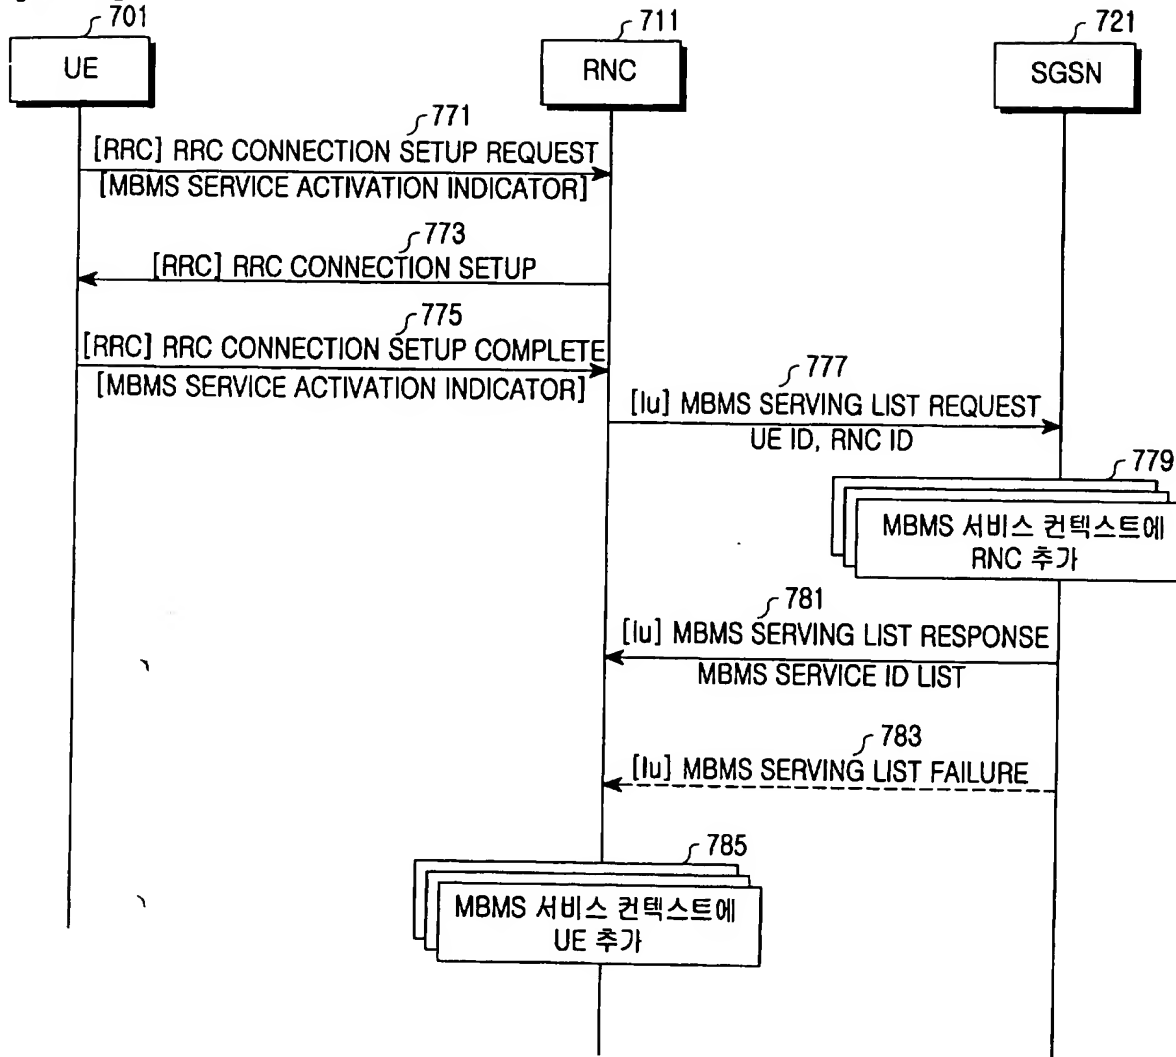 701
711
721
UE
RNC
SGSN
771
[RRC] RRC CONNECTION SETUP REQUEST
[MBMS SERVICE ACTIVATION INDICATOR]
773
[RRC] RRC CONNECTION SETUP
775
[RRC] RRC CONNECTION SETUP COMPLETE
[MBMS SERVICE ACTIVATION INDICATOR]
777
[Iu] MBMS SERVING LIST REQUEST
UE ID, RNC ID
779
MBMS 서비스 컨텍스트에
RNC 추가
781
[Iu] MBMS SERVING LIST RESPONSE
MBMS SERVICE ID LIST
783
[Iu] MBMS SERVING LIST FAILURE
785
MBMS 서비스 컨텍스트에
UE 추가